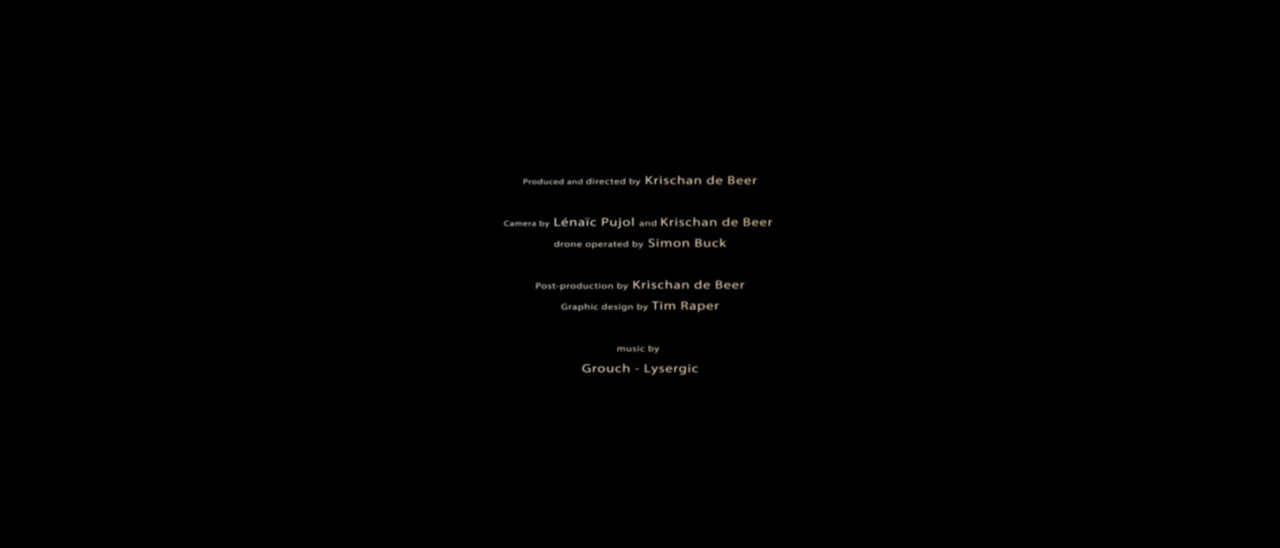 Produced and directed by Krischan de Beer
Camera by Lénaïc Pujol and Krischan de Beer
drone operated by Simon Buck
Post-production by Krischan de Beer
Graphic design by Tim Raper
music by
Grouch - Lysergic